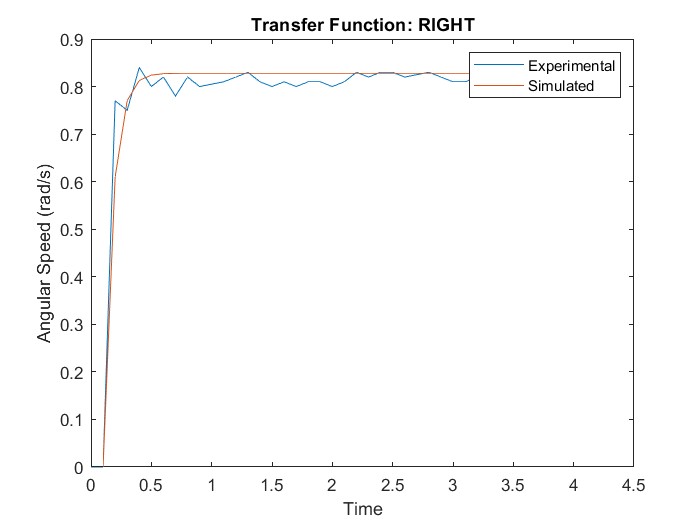 Transfer Function: RIGHT
0.9
0.8
0.7
0.6
0.5
0.4
0.3
0.2
0.1
0
Angular Speed (rad/s)
Experimental
Simulated
0 0.5 1 1.5 2 2.5 3 3.5 4 4.5
Time